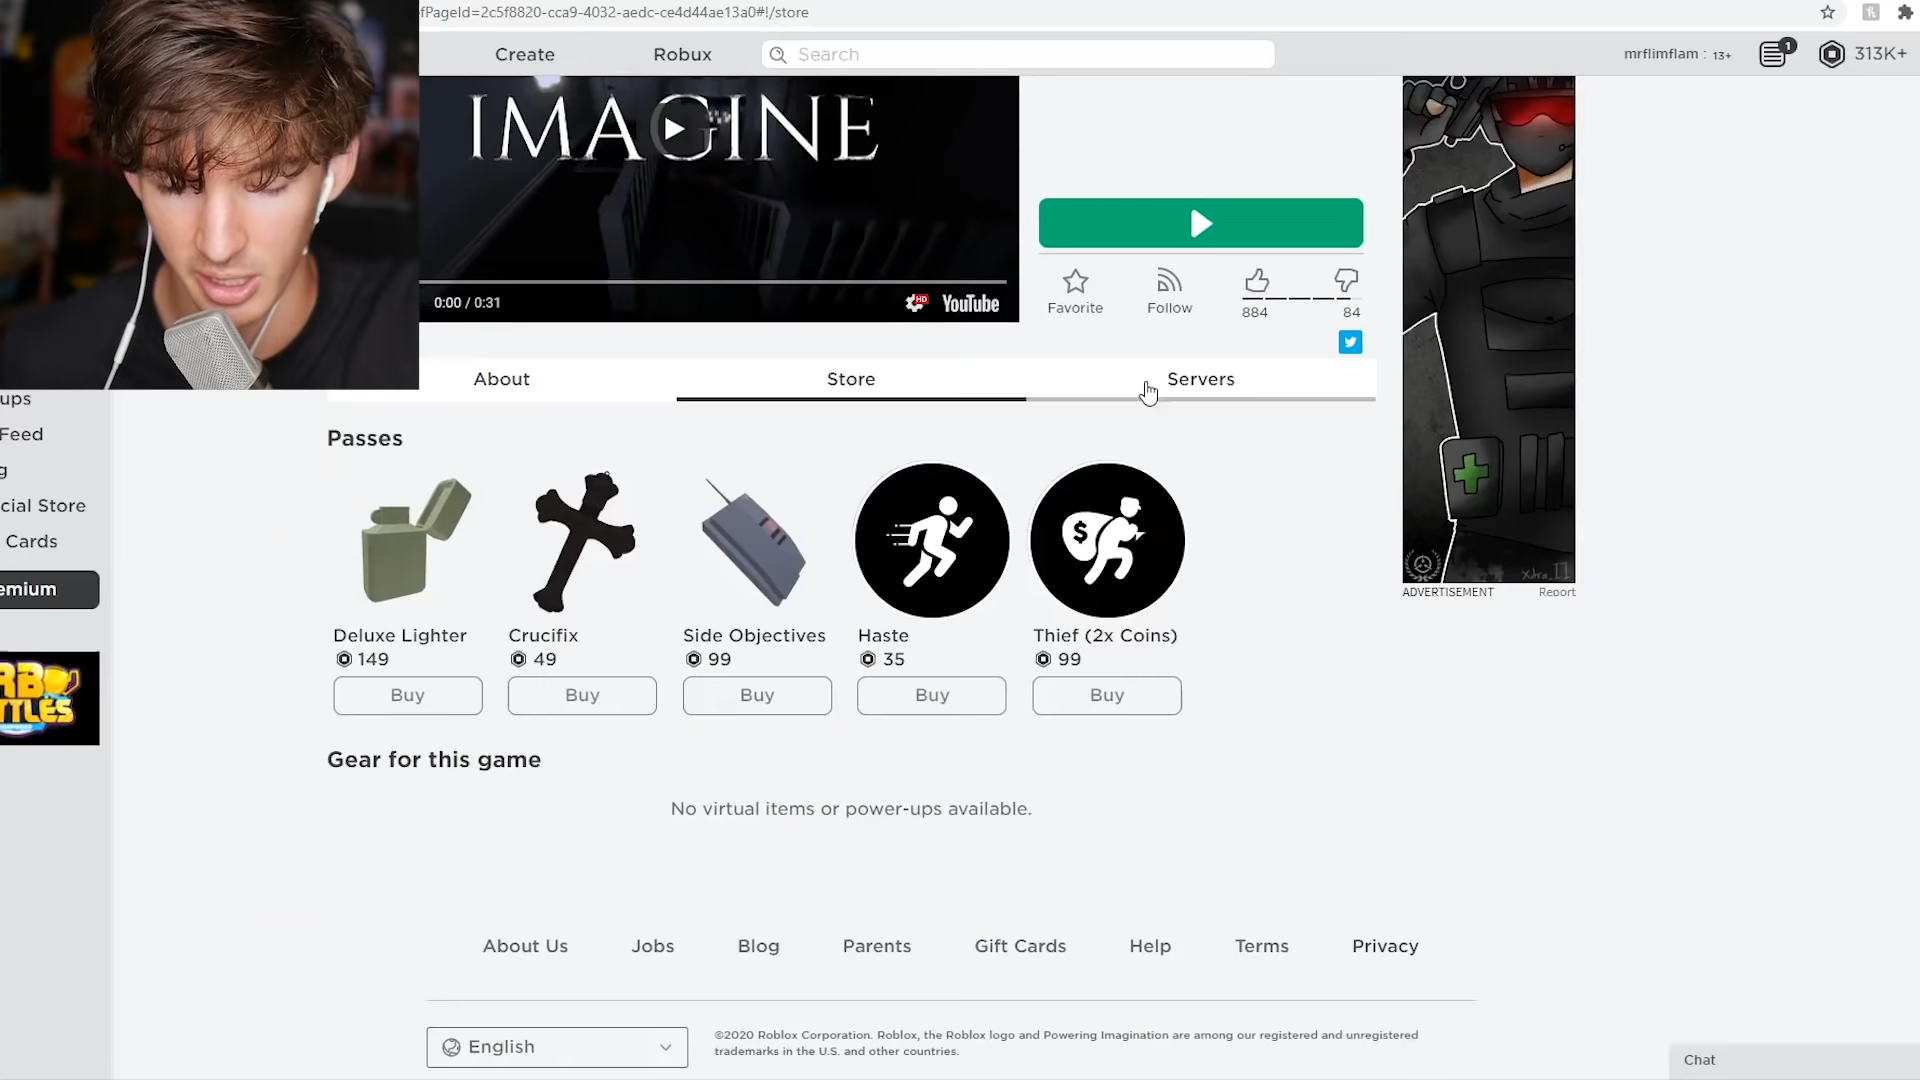 fPageId=2c5f8820-cca9-4032-aedc-ce4d44ae13a0#!/store
Create
Robux
Search
mrflimflam : 13+
1
313K+
IMAGINE
0:00 / 0:31
HD
YouTube
Favorite
Follow
884
84
About
Store
Servers
ups
Feed
g
cial Store
Cards
emium
RB
TTLES
Passes
$
Deluxe Lighter
149
Buy
Crucifix
49
Buy
Side Objectives
99
Buy
Haste
35
Buy
Thief (2x Coins)
99
Buy
ADVERTISEMENT
Report
Gear for this game
No virtual items or power-ups available.
About Us
Jobs
Blog
Parents
Gift Cards
Help
Terms
Privacy
English
©2020 Roblox Corporation. Roblox, the Roblox logo and Powering Imagination are among our registered and unregistered
trademarks in the U.S. and other countries.
Chat